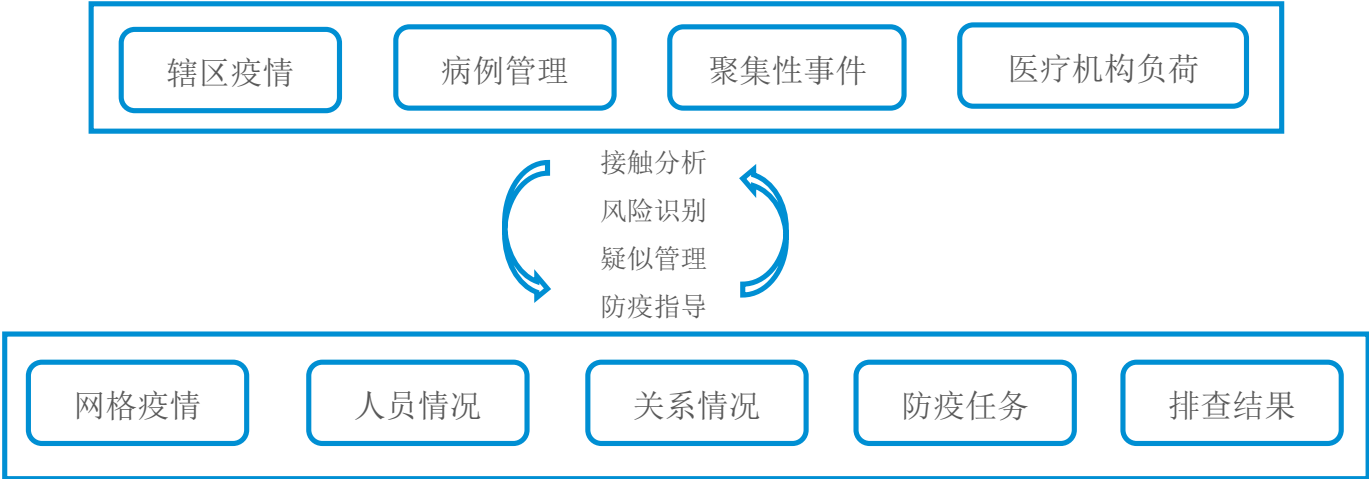 辖区疫情
病例管理
聚集性事件
医疗机构负荷
接触分析
风险识别
疑似管理
防疫指导
网格疫情
人员情况
关系情况
防疫任务
排查结果